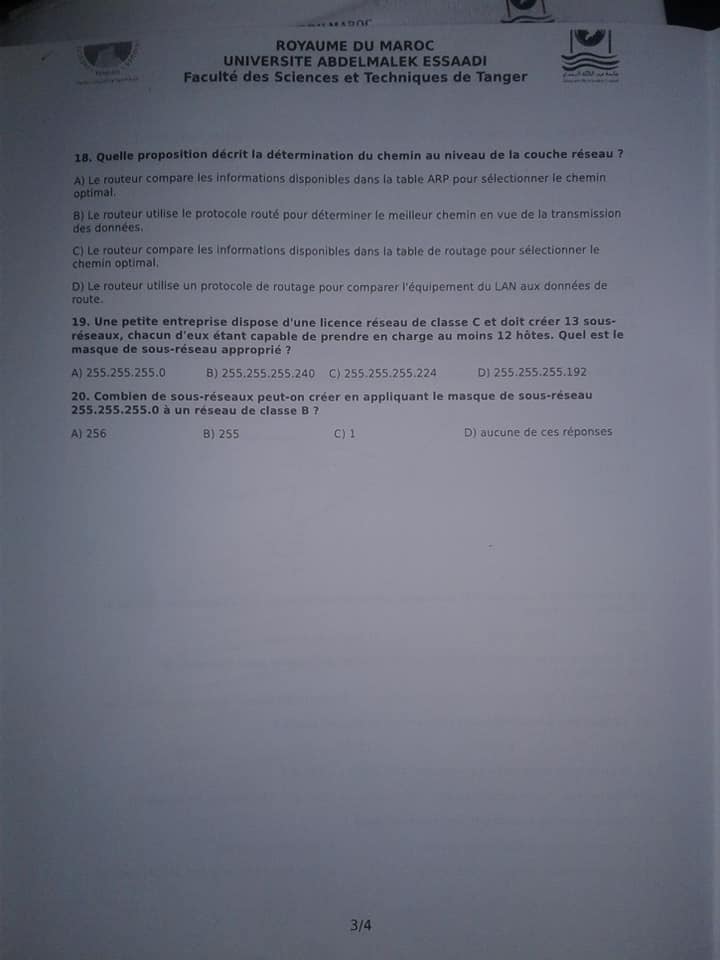 ROYAUME DU MAROC
UNIVERSITE ABDELMALEK ESSAADI
Faculté des Sciences et Techniques de Tanger
18. Quelle proposition décrit la détermination du chemin au niveau de la couche réseau ?
A) Le routeur compare les informations disponibles dans la table ARP pour sélectionner le chemin
optimal.
B) Le routeur utilise le protocole routé pour déterminer le meilleur chemin en vue de la transmission
des données.
C) Le routeur compare les informations disponibles dans la table de routage pour sélectionner le
chemin optimal.
D) Le routeur utilise un protocole de routage pour comparer l'équipement du LAN aux données de
route.
19. Une petite entreprise dispose d'une licence réseau de classe C et doit créer 13 sous-
réseaux, chacun d'eux étant capable de prendre en charge au moins 12 hôtes. Quel est le
masque de sous-réseau approprié ?
A) 255.255.255.0 B) 255.255.255.240 C) 255.255.255.224 D) 255.255.255.192
20. Combien de sous-réseaux peut-on créer en appliquant le masque de sous-réseau
255.255.255.0 à un réseau de classe B ?
A) 256 B) 255 C) 1 D) aucune de ces réponses
3/4